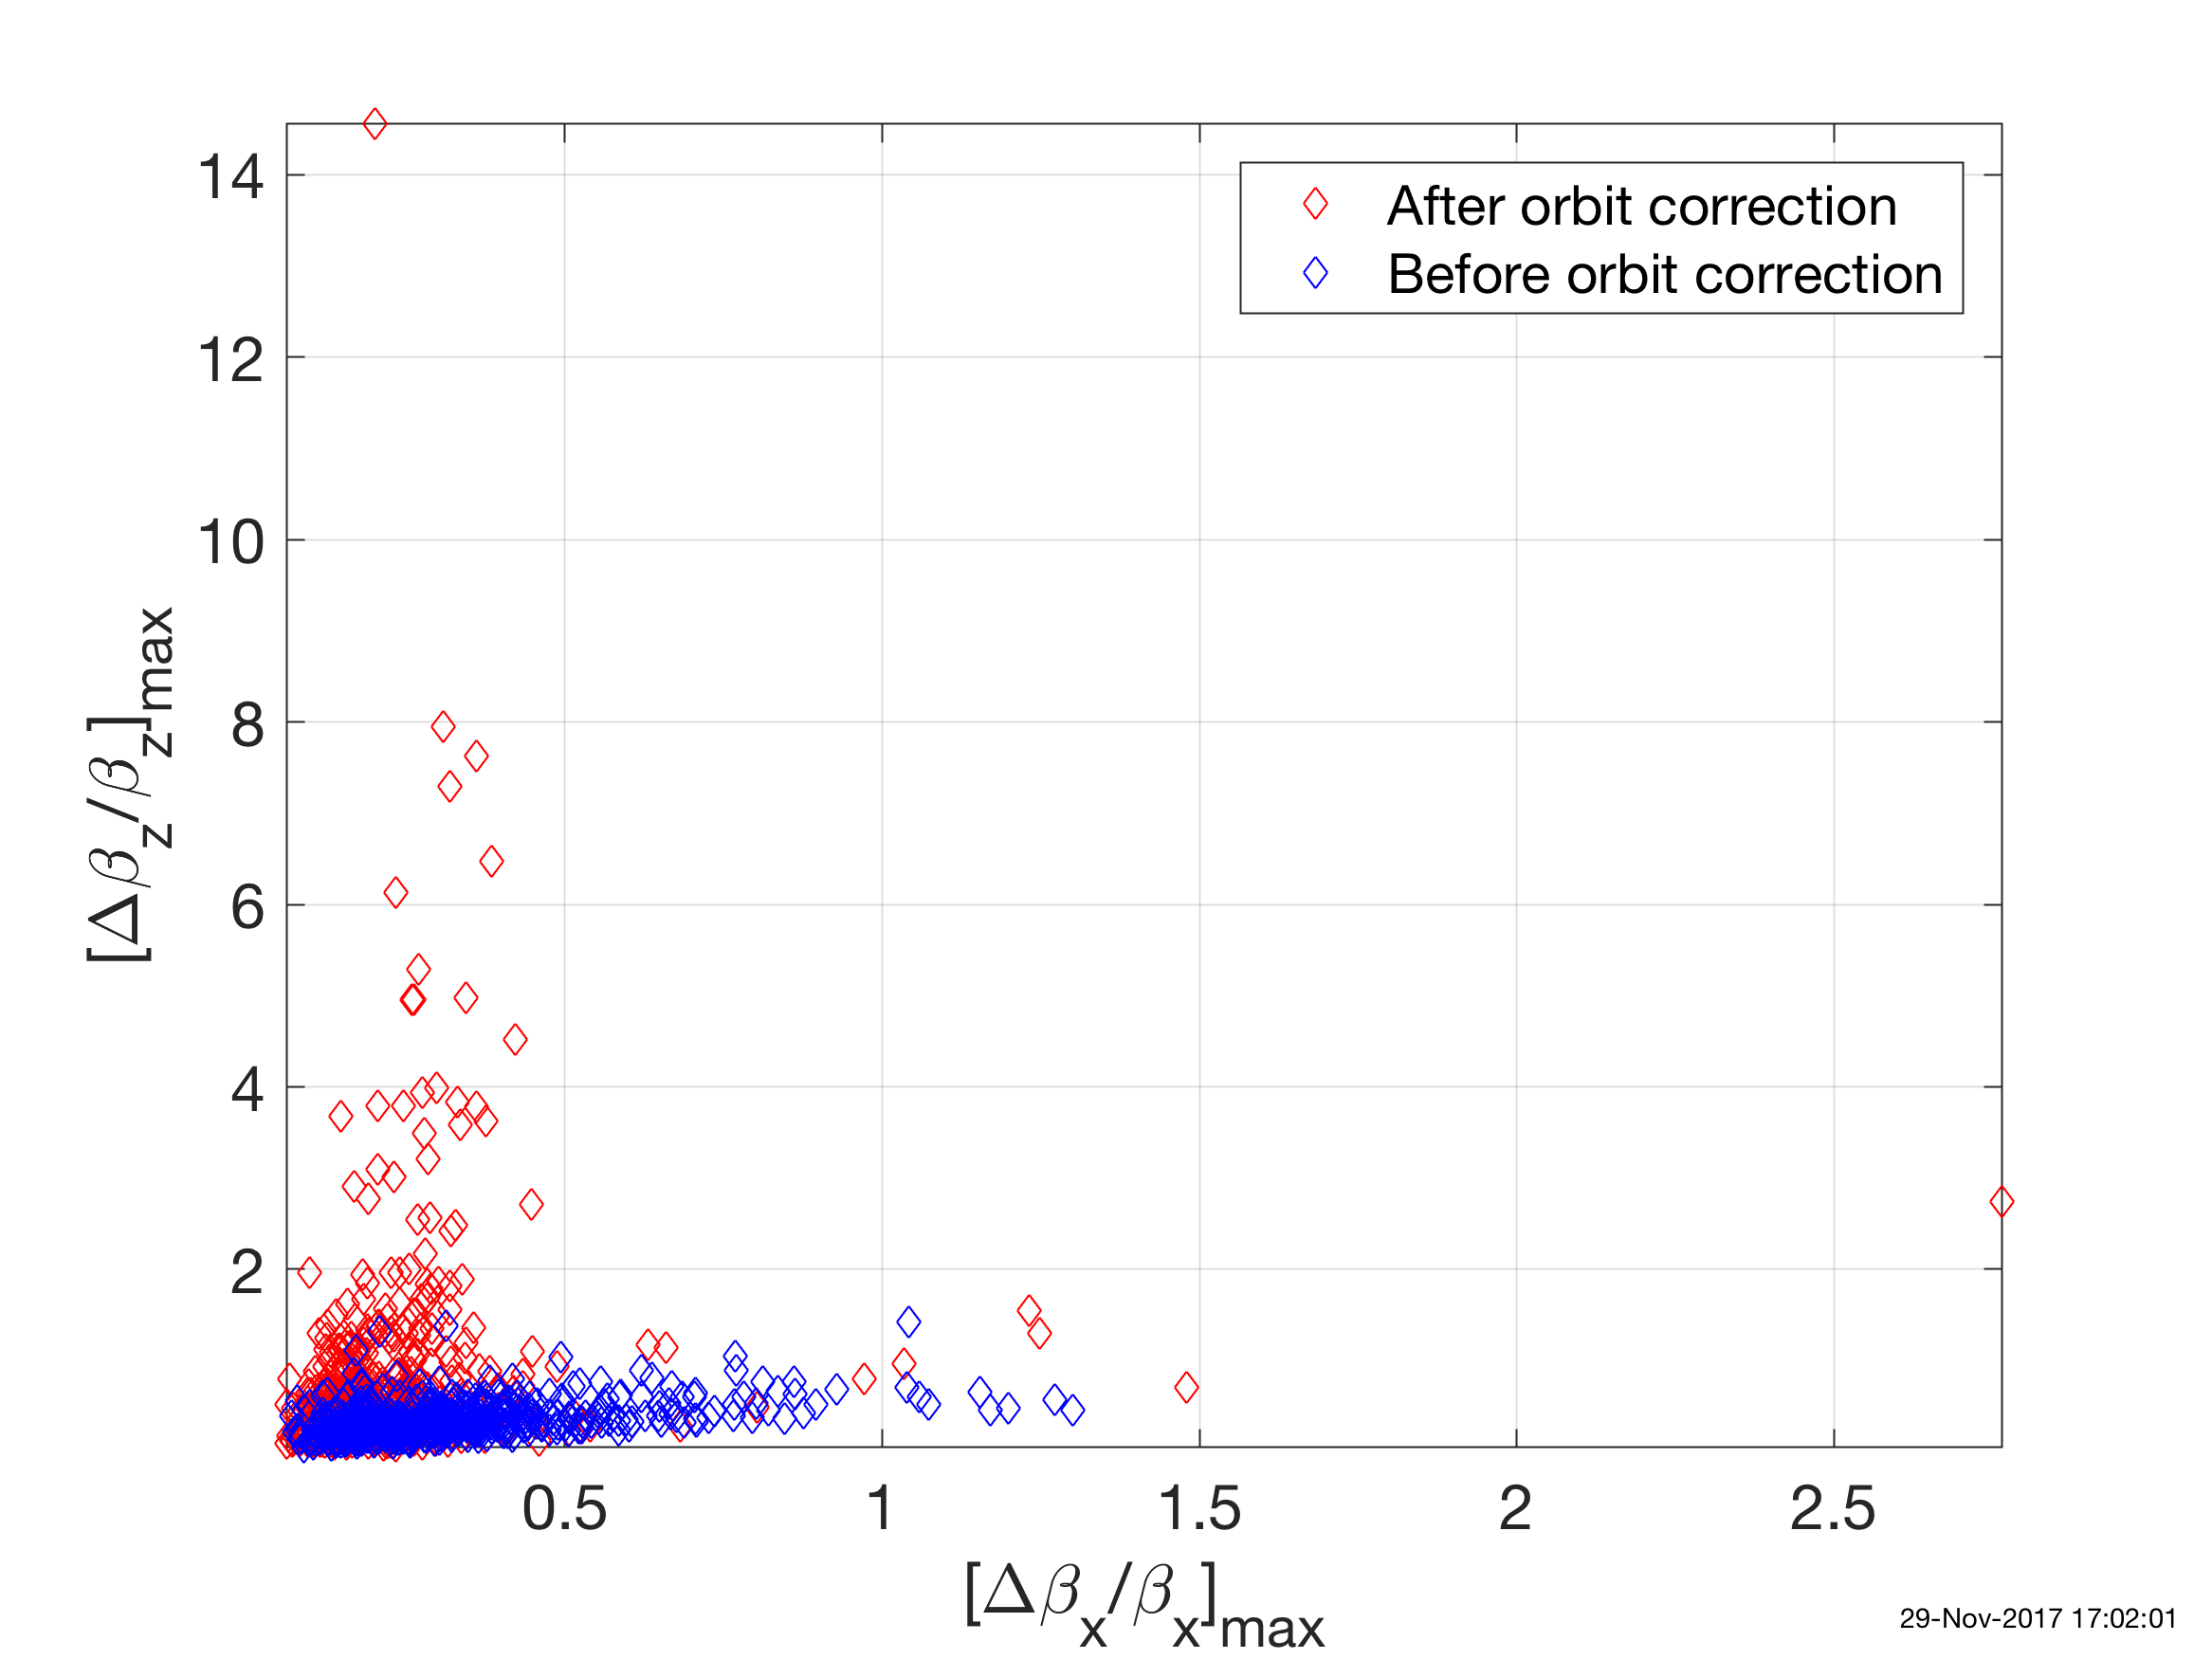 After orbit correction
Before orbit correction
14
12
10
8
6
4
2
[Δβz/βz]max
0.5 1 1.5 2 2.5
[Δβx/βx]max
29-Nov-2017 17:02:01